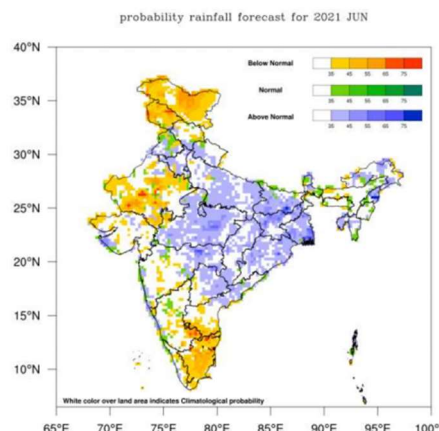 probability rainfall forecast for 2021 JUN
40°N
35°N
30°N
25°N
20°N
15°N
10°N
Below Normal
35 45 55 65 75
Normal
35 45 55 65 75
Above Normal
35 45 55 65 75
White color over land area indicates Climatological probability
65°E 70°E 75°E 80°E 85°E 90°E 95°E 100°E